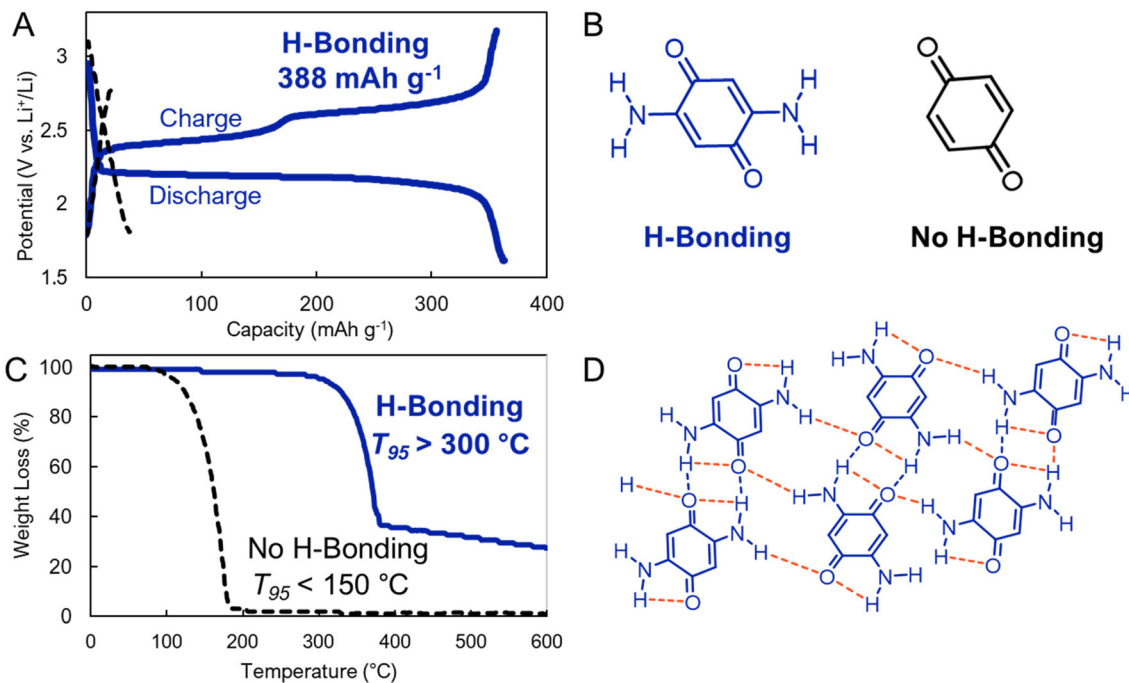 A
H-Bonding
388 mAh g⁻¹
Charge
Discharge
Potential (V vs. Li⁺/Li)
3
2.5
2
1.5
0
100
200
300
400
Capacity (mAh g⁻¹)
B
O
H
N
H
H
N
H
O
H-Bonding
O
O
No H-Bonding
C
H-Bonding
T₉₅ > 300 °C
No H-Bonding
T₉₅ < 150 °C
Weight Loss (%)
100
80
60
40
20
0
0
100
200
300
400
500
600
Temperature (°C)
D
O
H
N
H
H
N
H
O
H
H
N
O
O
N
H
H
O
H
N
H
H
N
H
O
H
O
H
N
H
H
N
H
O
H
N
H
O
O
H
N
H
H
N
O
H
N
H
H
N
H
O